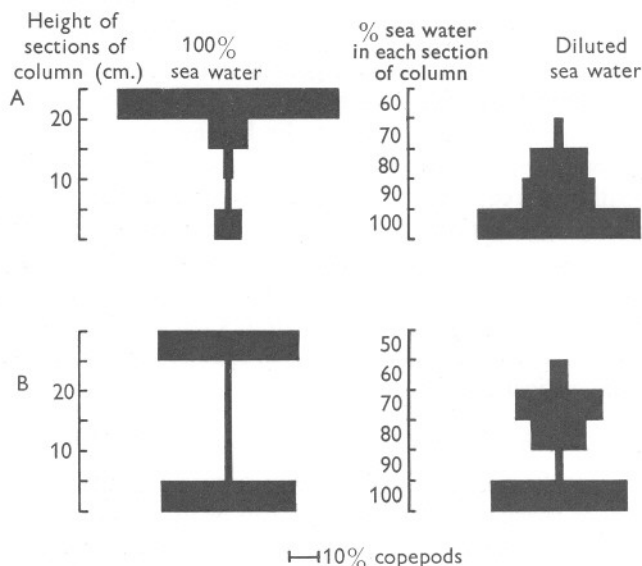 Height of
sections of
column (cm.)
100%
sea water
% sea water
in each section
of column
Diluted
sea water
A
20
10
60
70
80
90
100
B
20
10
50
60
70
80
90
100
10% copepods